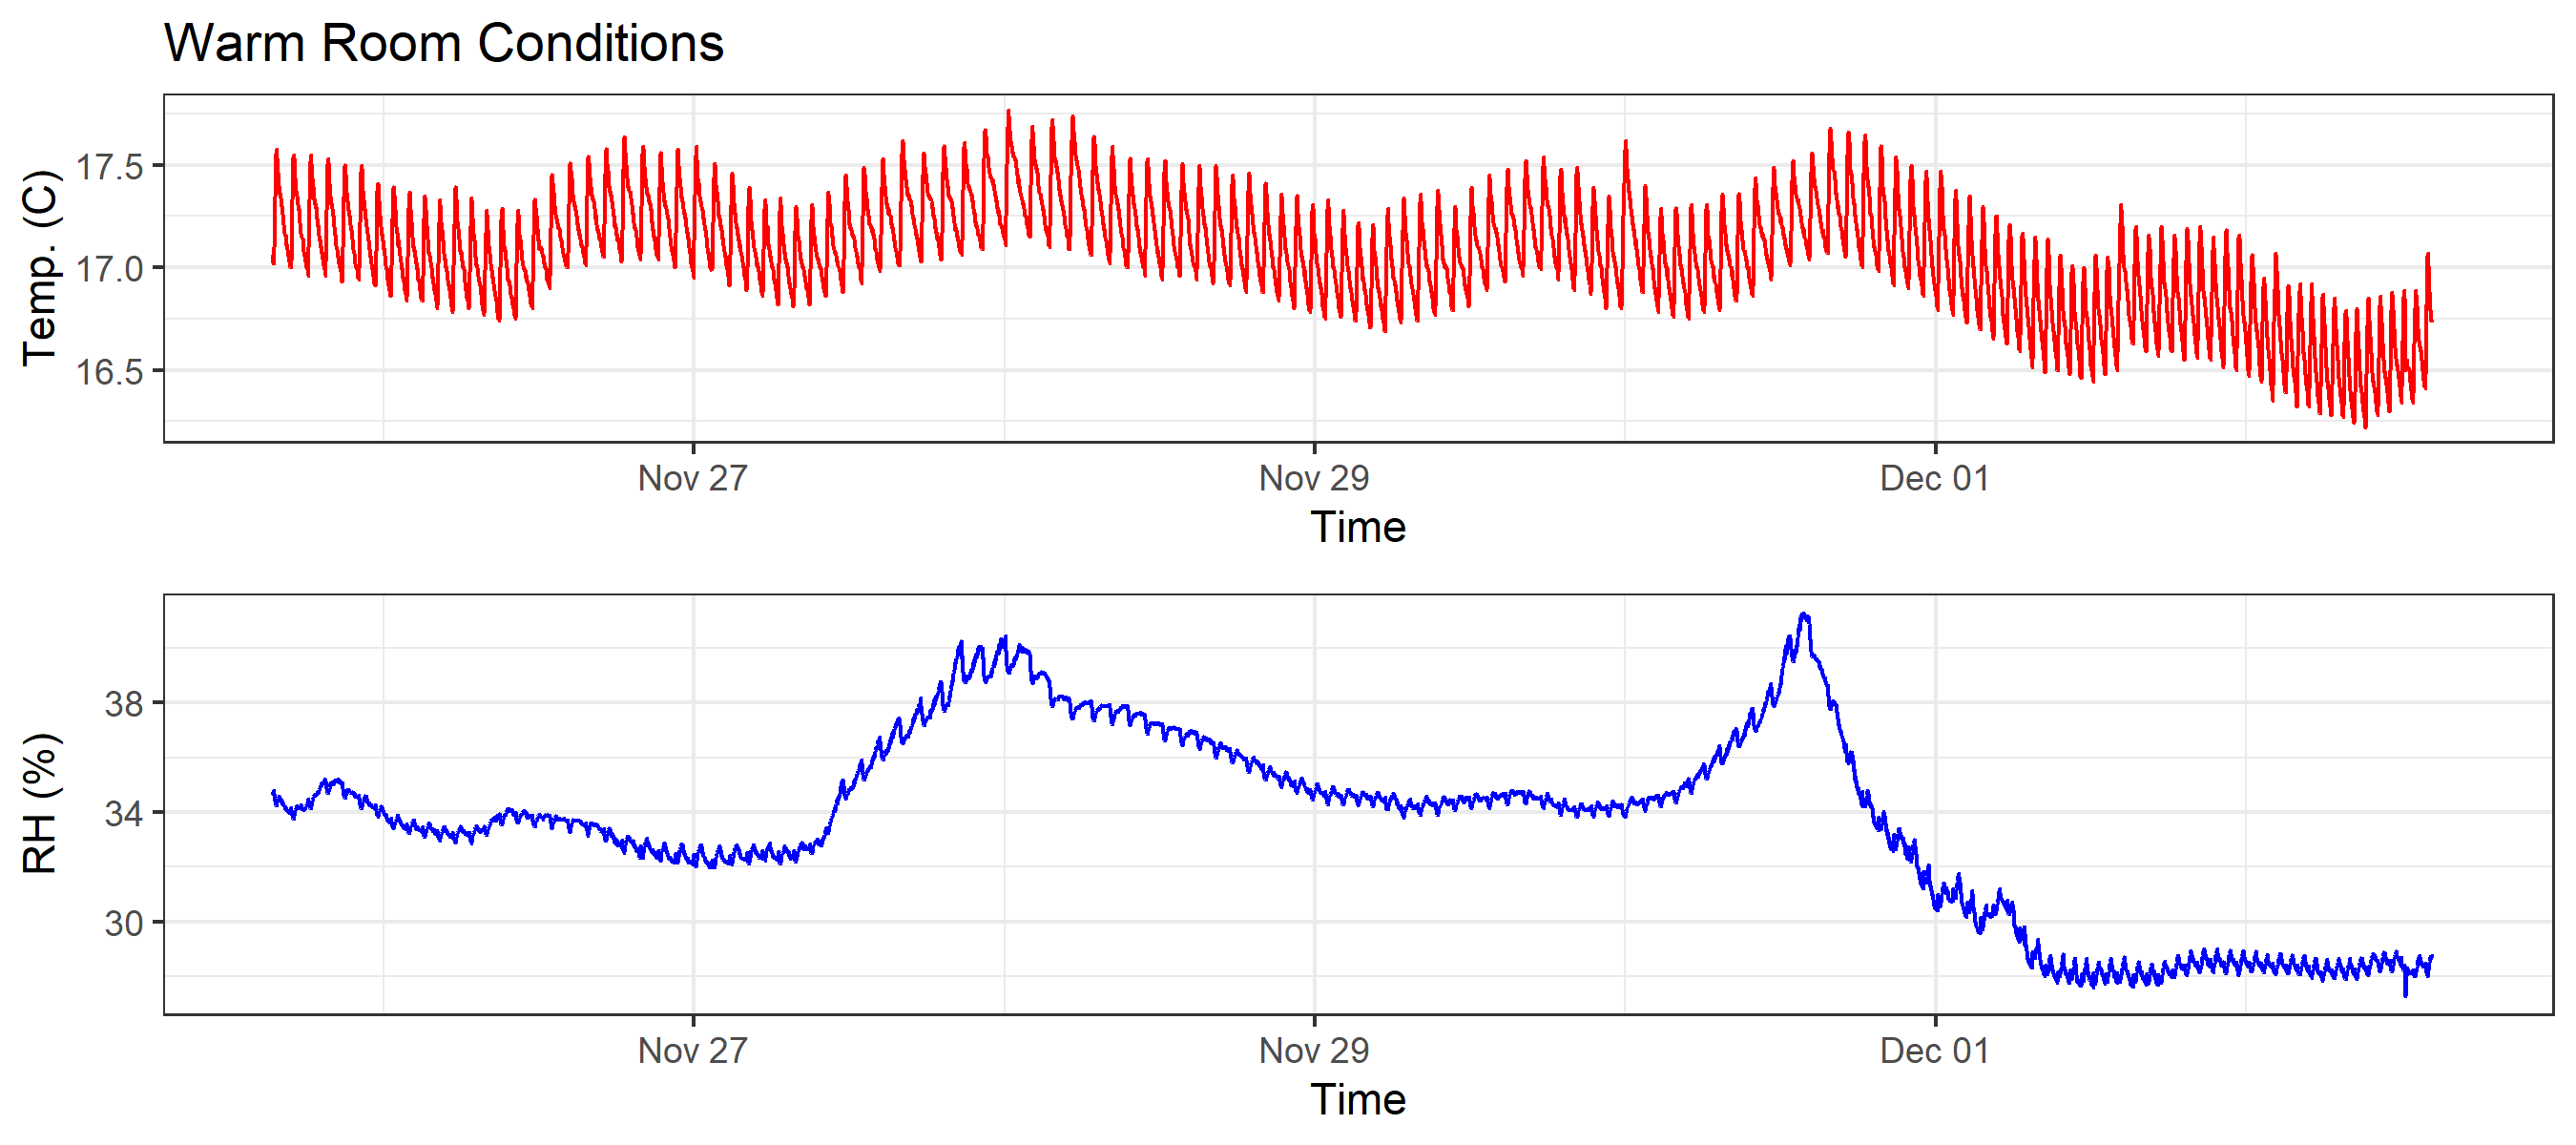 Warm Room Conditions
Temp. (C)
17.5
17.0
16.5
Nov 27 Nov 29 Dec 01
Time
RH (%)
38
34
30
Nov 27 Nov 29 Dec 01
Time